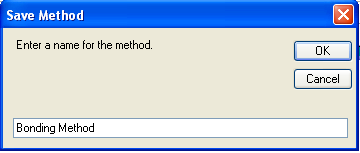 Save Method
Enter a name for the method.
OK
Cancel
Bonding Method